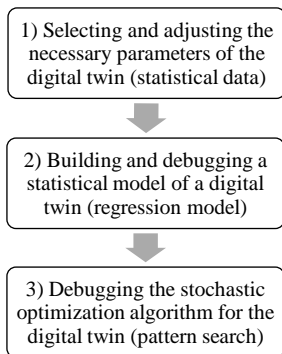 1) Selecting and adjusting the
necessary parameters of the
digital twin (statistical data)
2) Building and debugging a
statistical model of a digital
twin (regression model)
3) Debugging the stochastic
optimization algorithm for the
digital twin (pattern search)